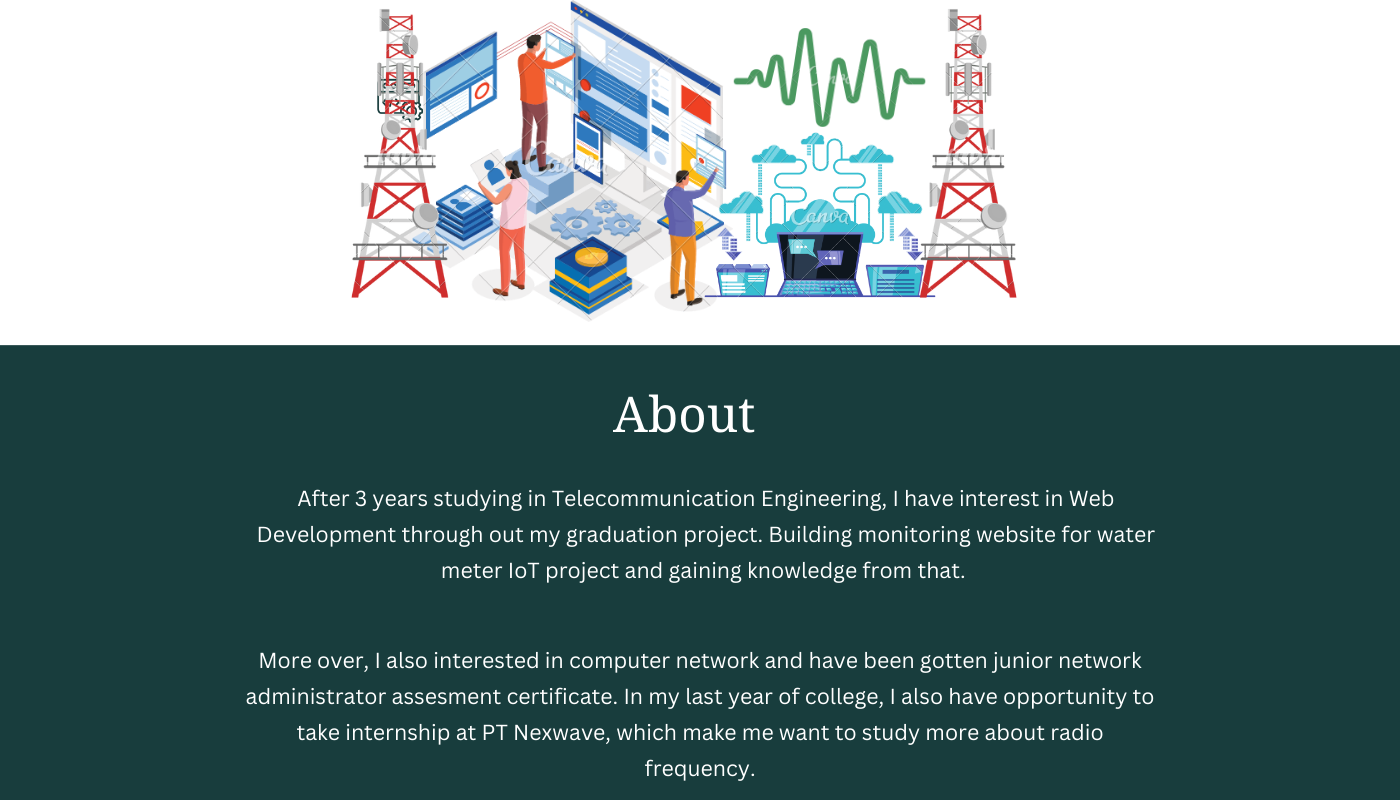 Canva
Canva
Canva
About
After 3 years studying in Telecommunication Engineering, I have interest in Web
Development through out my graduation project. Building monitoring website for water
meter IoT project and gaining knowledge from that.
More over, I also interested in computer network and have been gotten junior network
administrator assesment certificate. In my last year of college, I also have opportunity to
take internship at PT Nexwave, which make me want to study more about radio
frequency.